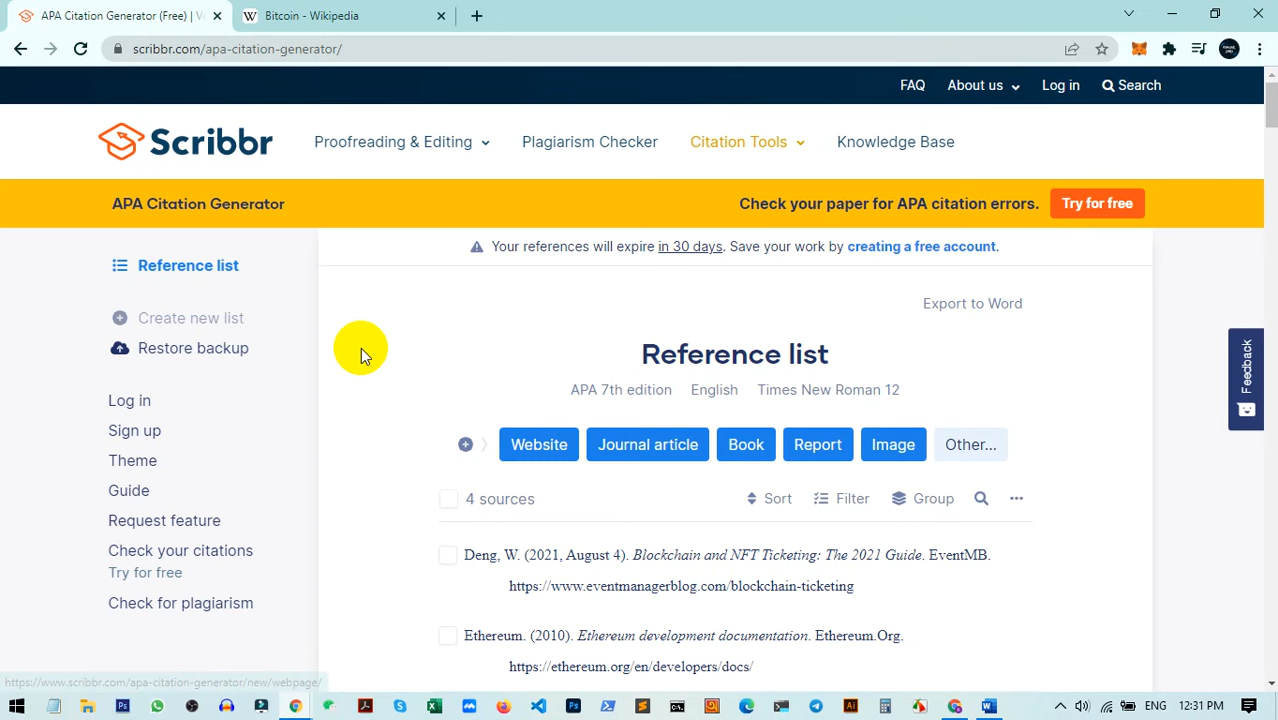 APA Citation Generator (Free) | V
Bitcoin - Wikipedia
scribbr.com/apa-citation-generator/
FAQ About us Log in Search
Scribbr Proofreading & Editing Plagiarism Checker Citation Tools Knowledge Base
APA Citation Generator Check your paper for APA citation errors. Try for free
Your references will expire in 30 days. Save your work by creating a free account.
Reference list
Export to Word
Create new list
Restore backup
Reference list
APA 7th edition English Times New Roman 12
Log in
Sign up
Theme
Guide
Request feature
Check your citations
Try for free
Check for plagiarism
Website Journal article Book Report Image Other...
4 sources Sort Filter Group
Deng, W. (2021, August 4). Blockchain and NFT Ticketing: The 2021 Guide. EventMB.
https://www.eventmanagerblog.com/blockchain-ticketing
Ethereum. (2010). Ethereum development documentation. Ethereum.Org.
https://ethereum.org/en/developers/docs/
Feedback
https://www.scribbr.com/apa-citation-generator/new/webpage/
ENG 12:31 PM